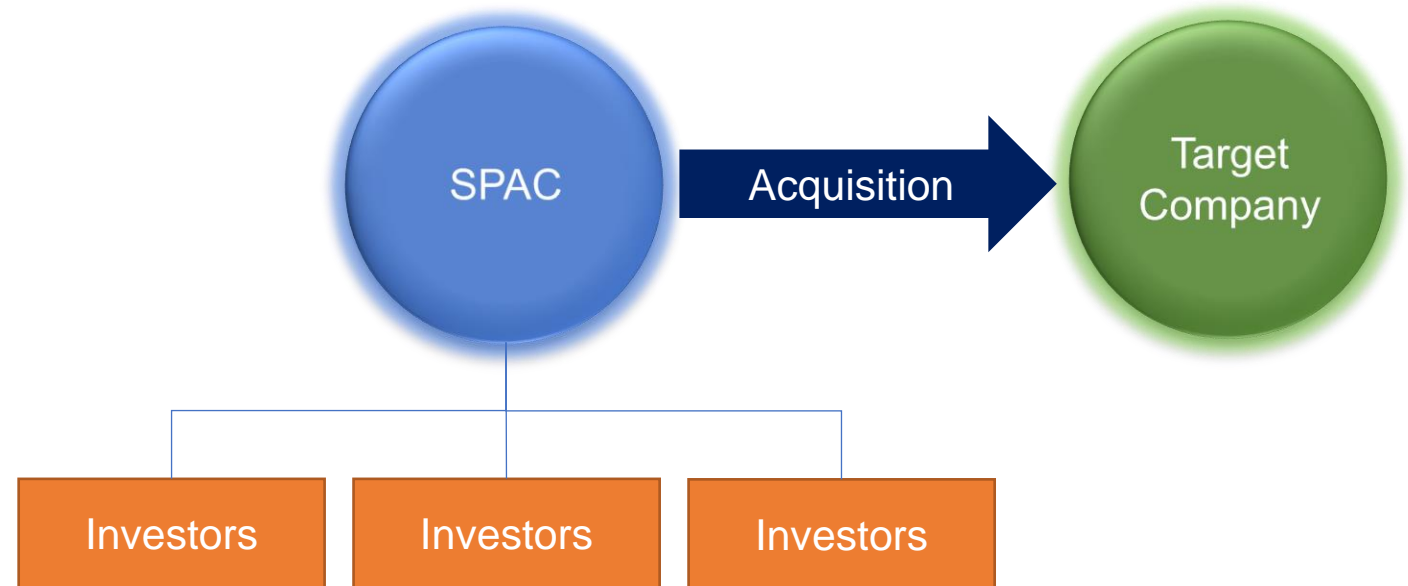 SPAC
Acquisition
Target
Company
Investors
Investors
Investors